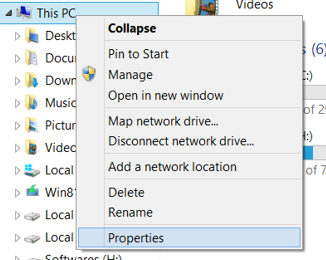 This PC
Deskt
Docu
Down
Music
Pictur
Video
Local
Win81
Local
Local
Local
Softwares (H:)
Collapse
Pin to Start
Manage
Open in new window
Map network drive...
Disconnect network drive...
Add a network location
Delete
Rename
Properties
Videos
(6)
:)
of 29
H:)
of 7